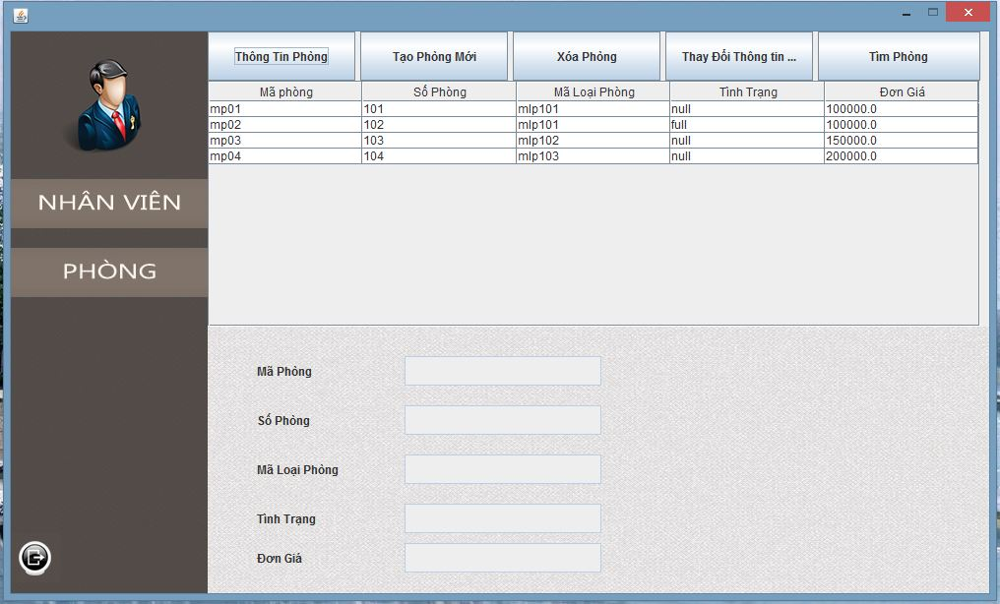 Thông Tin Phòng Tạo Phòng Mới Xóa Phòng Thay Đổi Thông tin ... Tìm Phòng
Mã phòng Số Phòng Mã Loại Phòng Tình Trạng Đơn Giá
mp01 101 mlp101 null 100000.0
mp02 102 mlp101 full 100000.0
mp03 103 mlp102 null 150000.0
mp04 104 mlp103 null 200000.0
NHÂN VIÊN
PHÒNG
Mã Phòng
Số Phòng
Mã Loại Phòng
Tình Trạng
Đơn Giá